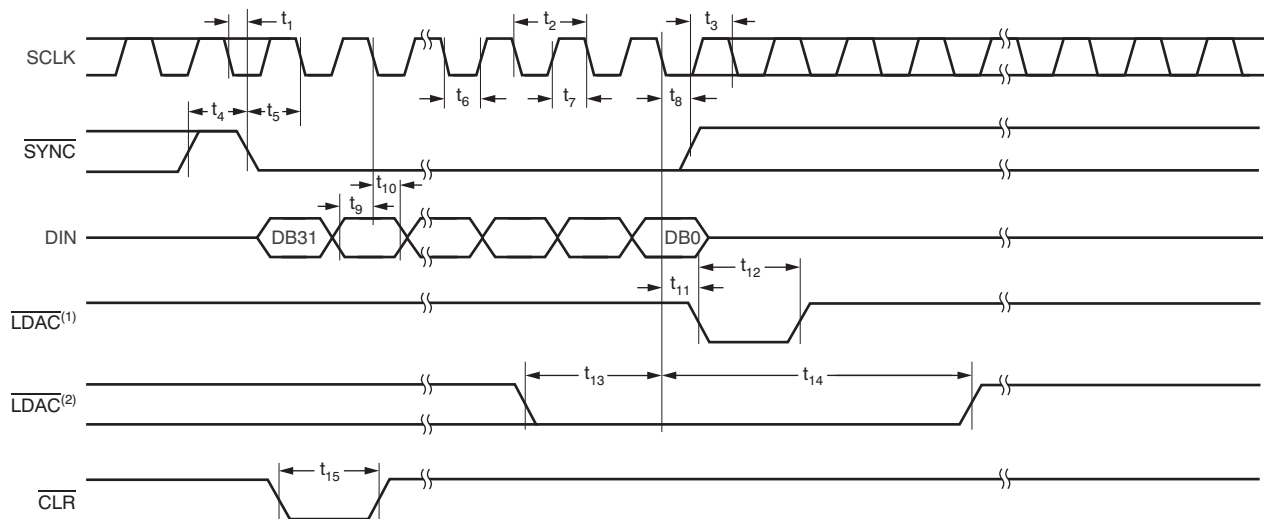 t1 t2 t3
SCLK
t4 t5 t6 t7 t8
SYNC
t10
t9
DIN DB31 DB0
t12
t11
LDAC(1)
t13 t14
LDAC(2)
t15
CLR